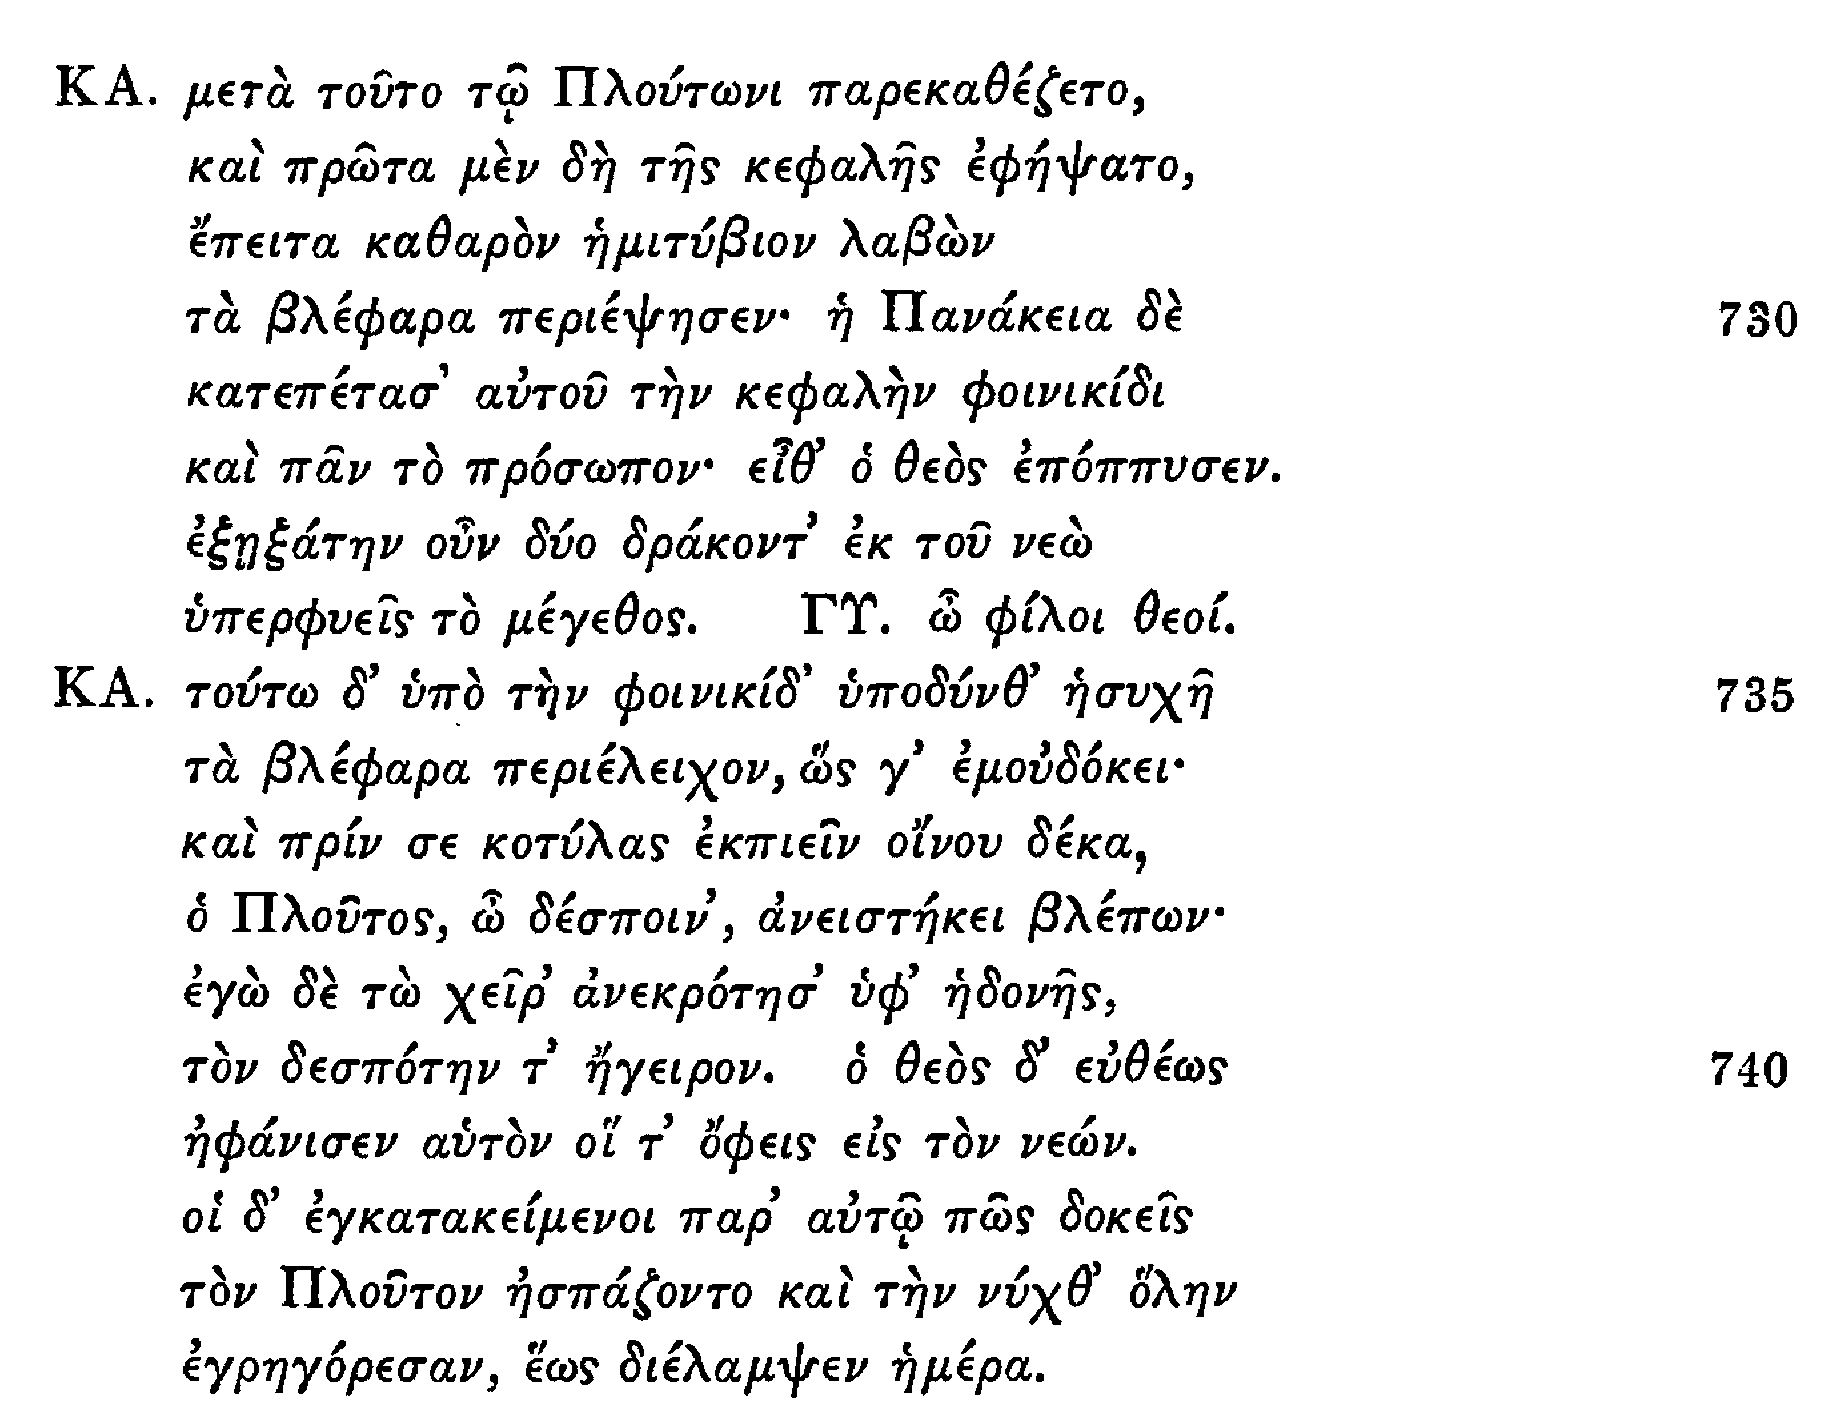 ΚΑ. μετὰ τοῦτο τῷ Πλούτωνι παρεκαθέζετο,
καὶ πρῶτα μὲν δὴ τῆς κεφαλῆς ἐφήψατο,
ἔπειτα καθαρὸν ἡμιτύβιον λαβὼν
τὰ βλέφαρα περιέψησεν· ἡ Πανάκεια δὲ 730
κατεπέτασ’ αὐτοῦ τὴν κεφαλὴν φοινικίδι
καὶ πᾶν τὸ πρόσωπον· εἶθ’ ὁ θεὸς ἐπόππυσεν.
ἐξῃξάτην οὖν δύο δράκοντ’ ἐκ τοῦ νεὼ
ὑπερφυεῖς τὸ μέγεθος. ΓΥ. ὦ φίλοι θεοί.
ΚΑ. τούτω δ’ ὑπὸ τὴν φοινικίδ’ ὑποδύνθ’ ἡσυχῆ 735
τὰ βλέφαρα περιέλειχον, ὥς γ’ ἐμοὐδόκει·
καὶ πρίν σε κοτύλας ἐκπιεῖν οἴνου δέκα,
ὁ Πλοῦτος, ὦ δέσποιν’, ἀνειστήκει βλέπων·
ἐγὼ δὲ τὼ χεῖρ’ ἀνεκρότησ’ ὑφ’ ἡδονῆς,
τὸν δεσπότην τ’ ἤγειρον. ὁ θεὸς δ’ εὐθέως 740
ἠφάνισεν αὑτὸν οἵ τ’ ὄφεις εἰς τὸν νεών.
οἱ δ’ ἐγκατακείμενοι παρ’ αὐτῷ πῶς δοκεῖς
τὸν Πλοῦτον ἠσπάζοντο καὶ τὴν νύχθ’ ὅλην
ἐγρηγόρεσαν, ἕως διέλαμψεν ἡμέρα.